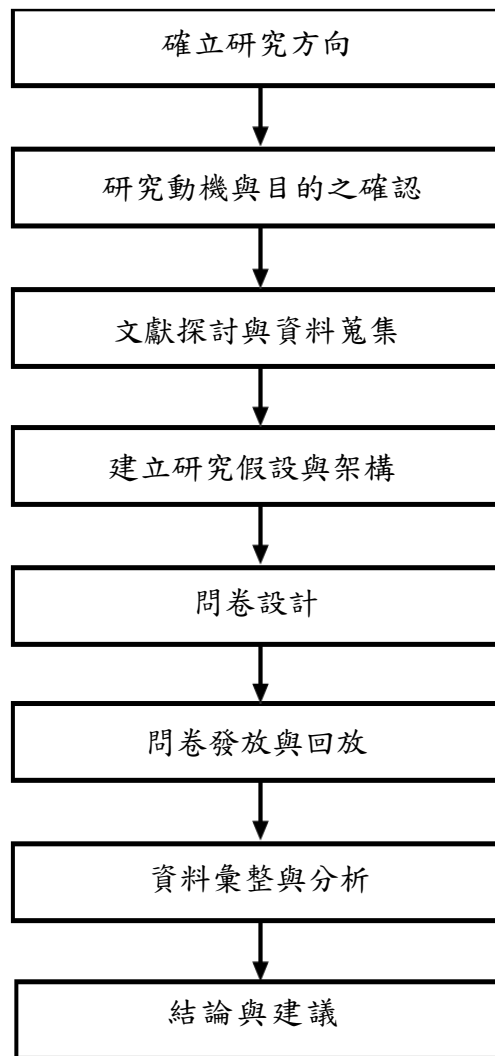 確立研究方向
研究動機與目的之確認
文獻探討與資料蒐集
建立研究假設與架構
問卷設計
問卷發放與回放
資料彙整與分析
結論與建議